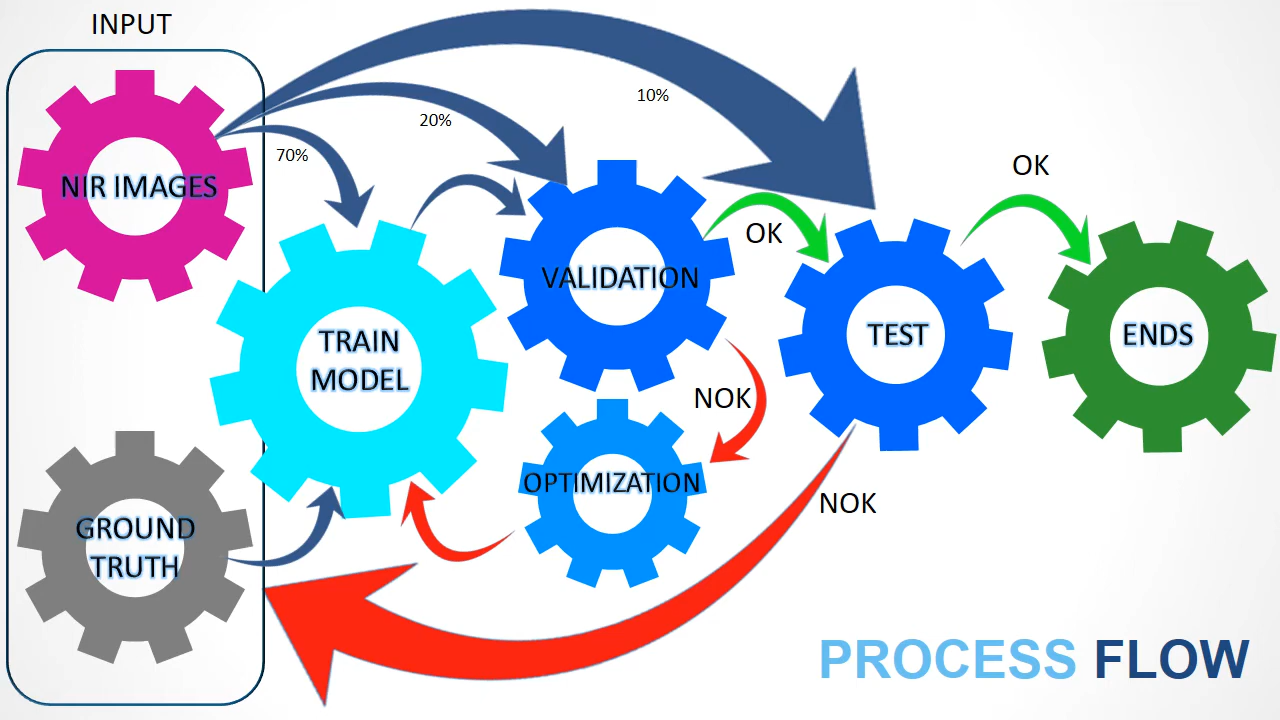 INPUT
NIR IMAGES
70%
20%
10%
TRAIN
MODEL
VALIDATION
OK
TEST
OK
ENDS
NOK
OPTIMIZATION
NOK
GROUND
TRUTH
PROCESS FLOW